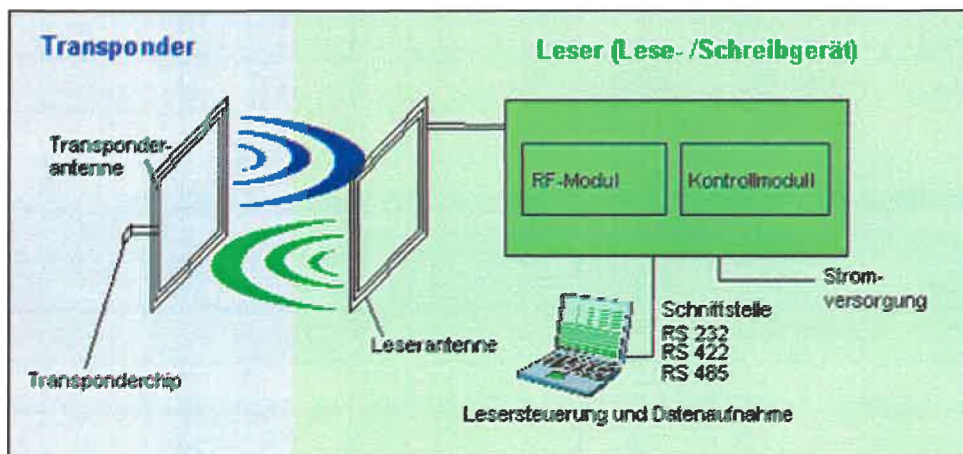 Transponder
Leser (Lese- /Schreibgerät)
Transponder-
antenne
RF-Modul
Kontrollmodull
Strom-
versorgung
Schnittstelle
RS 232
RS 422
RS 485
Leserantenne
Transponderchip
Lesersteuerung und Datenaufnahme